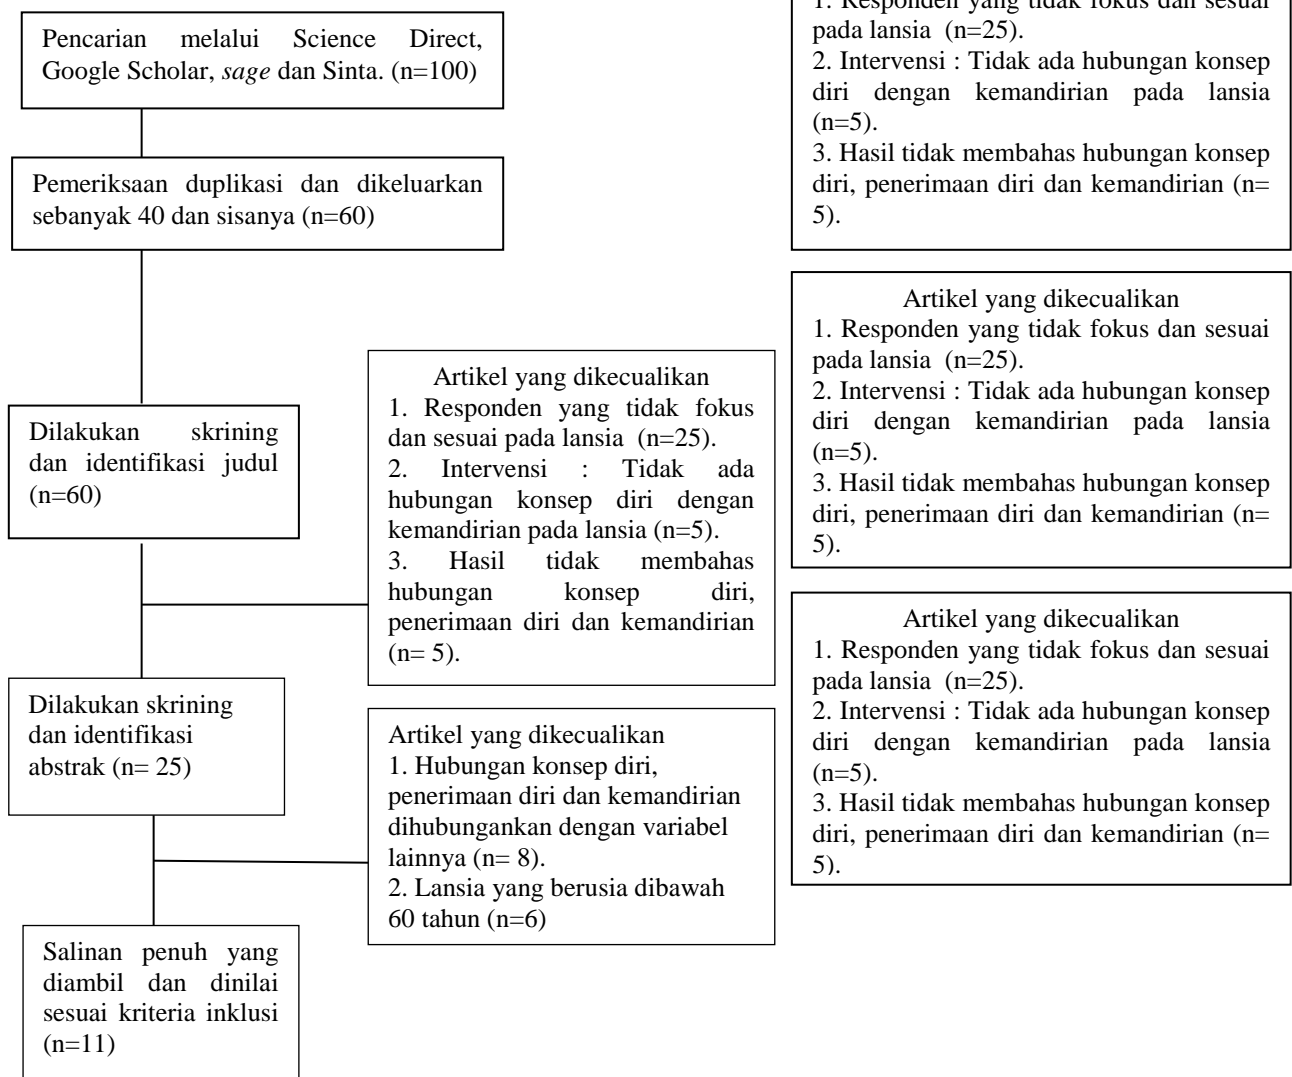 Pencarian melalui Science Direct,
Google Scholar, sage dan Sinta. (n=100)
Pemeriksaan duplikasi dan dikeluarkan
sebanyak 40 dan sisanya (n=60)
Dilakukan skrining
dan identifikasi judul
(n=60)
Artikel yang dikecualikan
1. Responden yang tidak fokus
dan sesuai pada lansia (n=25).
2. Intervensi : Tidak ada
hubungan konsep diri dengan
kemandirian pada lansia (n=5).
3. Hasil tidak membahas
hubungan konsep diri,
penerimaan diri dan kemandirian
(n= 5).
Dilakukan skrining
dan identifikasi
abstrak (n= 25)
Artikel yang dikecualikan
1. Hubungan konsep diri,
penerimaan diri dan kemandirian
dihubungankan dengan variabel
lainnya (n= 8).
2. Lansia yang berusia dibawah
60 tahun (n=6)
Salinan penuh yang
diambil dan dinilai
sesuai kriteria inklusi
(n=11)
1. Responden yang tidak fokus dan sesuai
pada lansia (n=25).
2. Intervensi : Tidak ada hubungan konsep
diri dengan kemandirian pada lansia
(n=5).
3. Hasil tidak membahas hubungan konsep
diri, penerimaan diri dan kemandirian (n=
5).
Artikel yang dikecualikan
1. Responden yang tidak fokus dan sesuai
pada lansia (n=25).
2. Intervensi : Tidak ada hubungan konsep
diri dengan kemandirian pada lansia
(n=5).
3. Hasil tidak membahas hubungan konsep
diri, penerimaan diri dan kemandirian (n=
5).
Artikel yang dikecualikan
1. Responden yang tidak fokus dan sesuai
pada lansia (n=25).
2. Intervensi : Tidak ada hubungan konsep
diri dengan kemandirian pada lansia
(n=5).
3. Hasil tidak membahas hubungan konsep
diri, penerimaan diri dan kemandirian (n=
5).